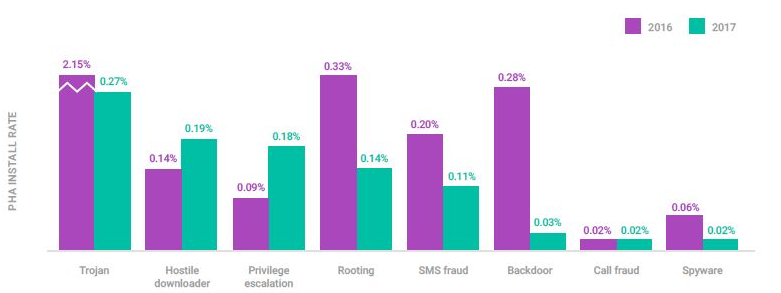 2016 2017
PHA INSTALL RATE
2.15% 0.27% 0.14% 0.19% 0.09% 0.18% 0.33% 0.14% 0.20% 0.11% 0.28% 0.03% 0.02% 0.02% 0.06% 0.02%
Trojan Hostile Privilege Rooting SMS fraud Backdoor Call fraud Spyware
downloader escalation